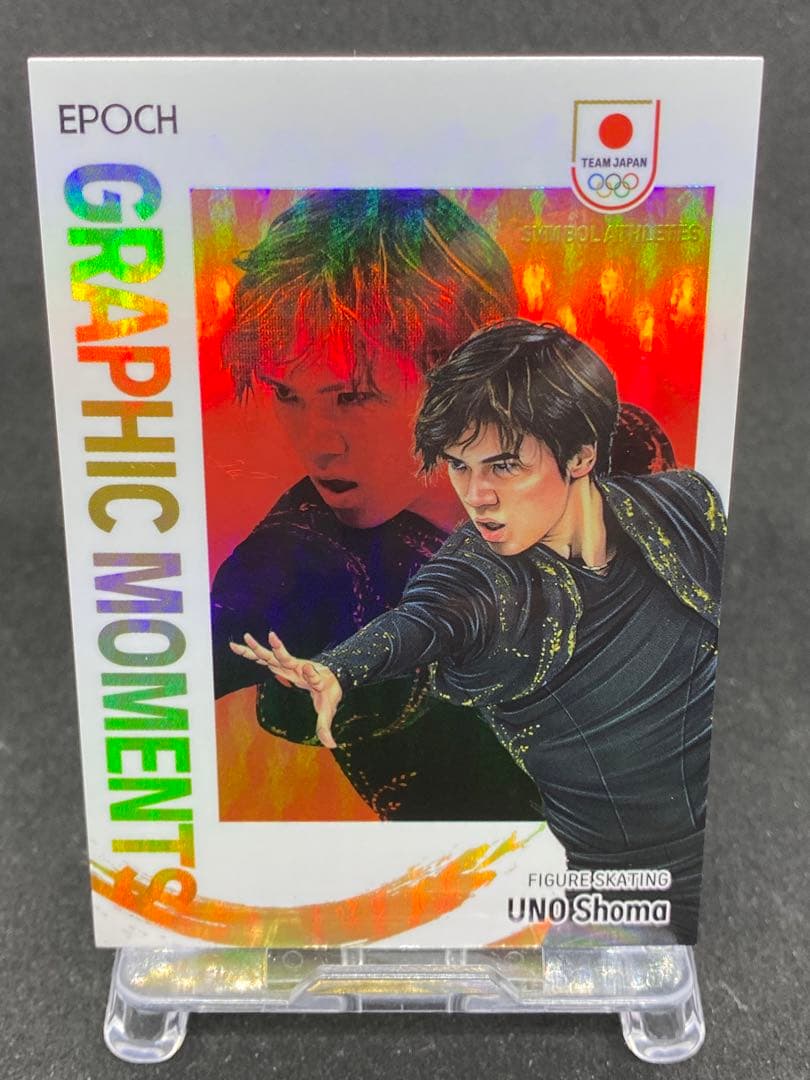 EPOCH
TEAM JAPAN
SYMBOL ATHLETES
GRAPHIC MOMENTS
FIGURE SKATING
UNO Shoma